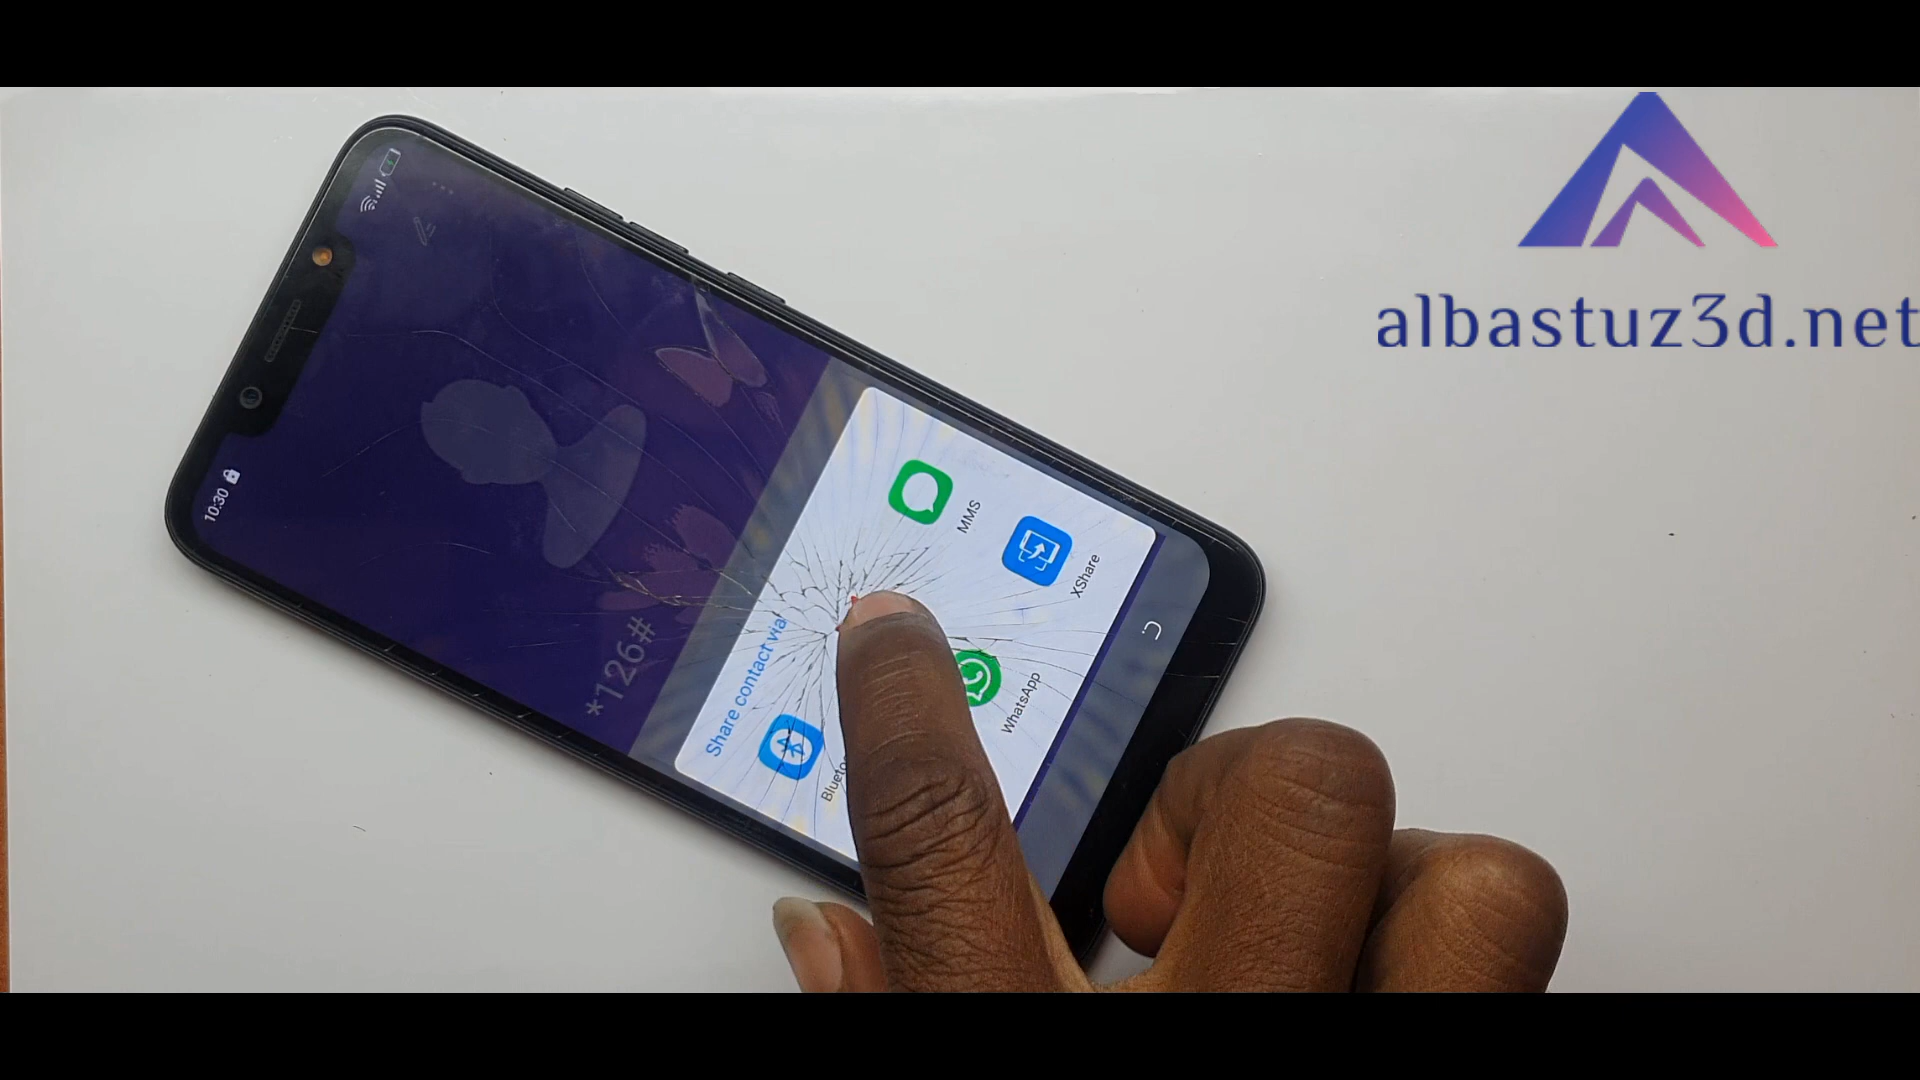 albastuz3d.net
10:30
*126#
Share contact via
MMS
XShare
WhatsApp